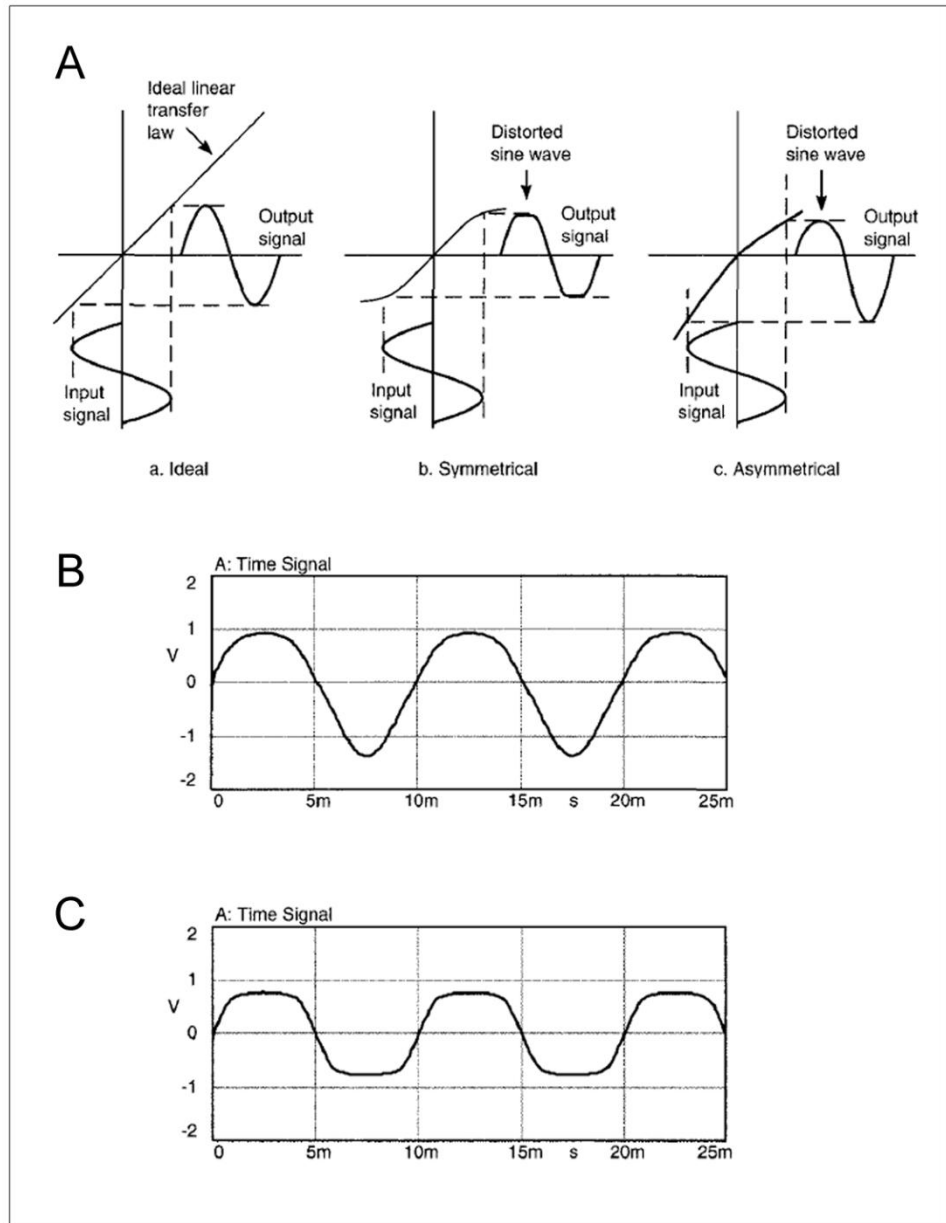 A
Ideal linear
transfer
law
Output
signal
Input
signal
a. Ideal
Distorted
sine wave
Output
signal
Input
signal
b. Symmetrical
Distorted
sine wave
Output
signal
Input
signal
c. Asymmetrical
B
A: Time Signal
2
1
V
0
-1
-2
0 5m 10m 15m s 20m 25m
C
A: Time Signal
2
1
V
0
-1
-2
0 5m 10m 15m s 20m 25m